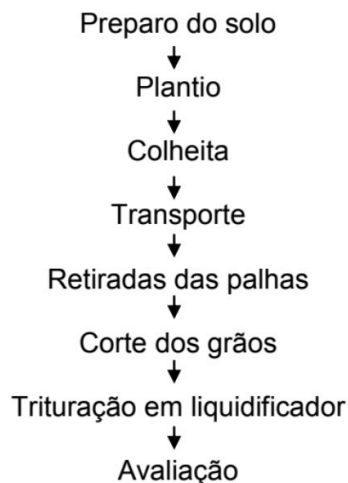 Preparo do solo
Plantio
Colheita
Transporte
Retiradas das palhas
Corte dos grãos
Trituração em liquidificador
Avaliação